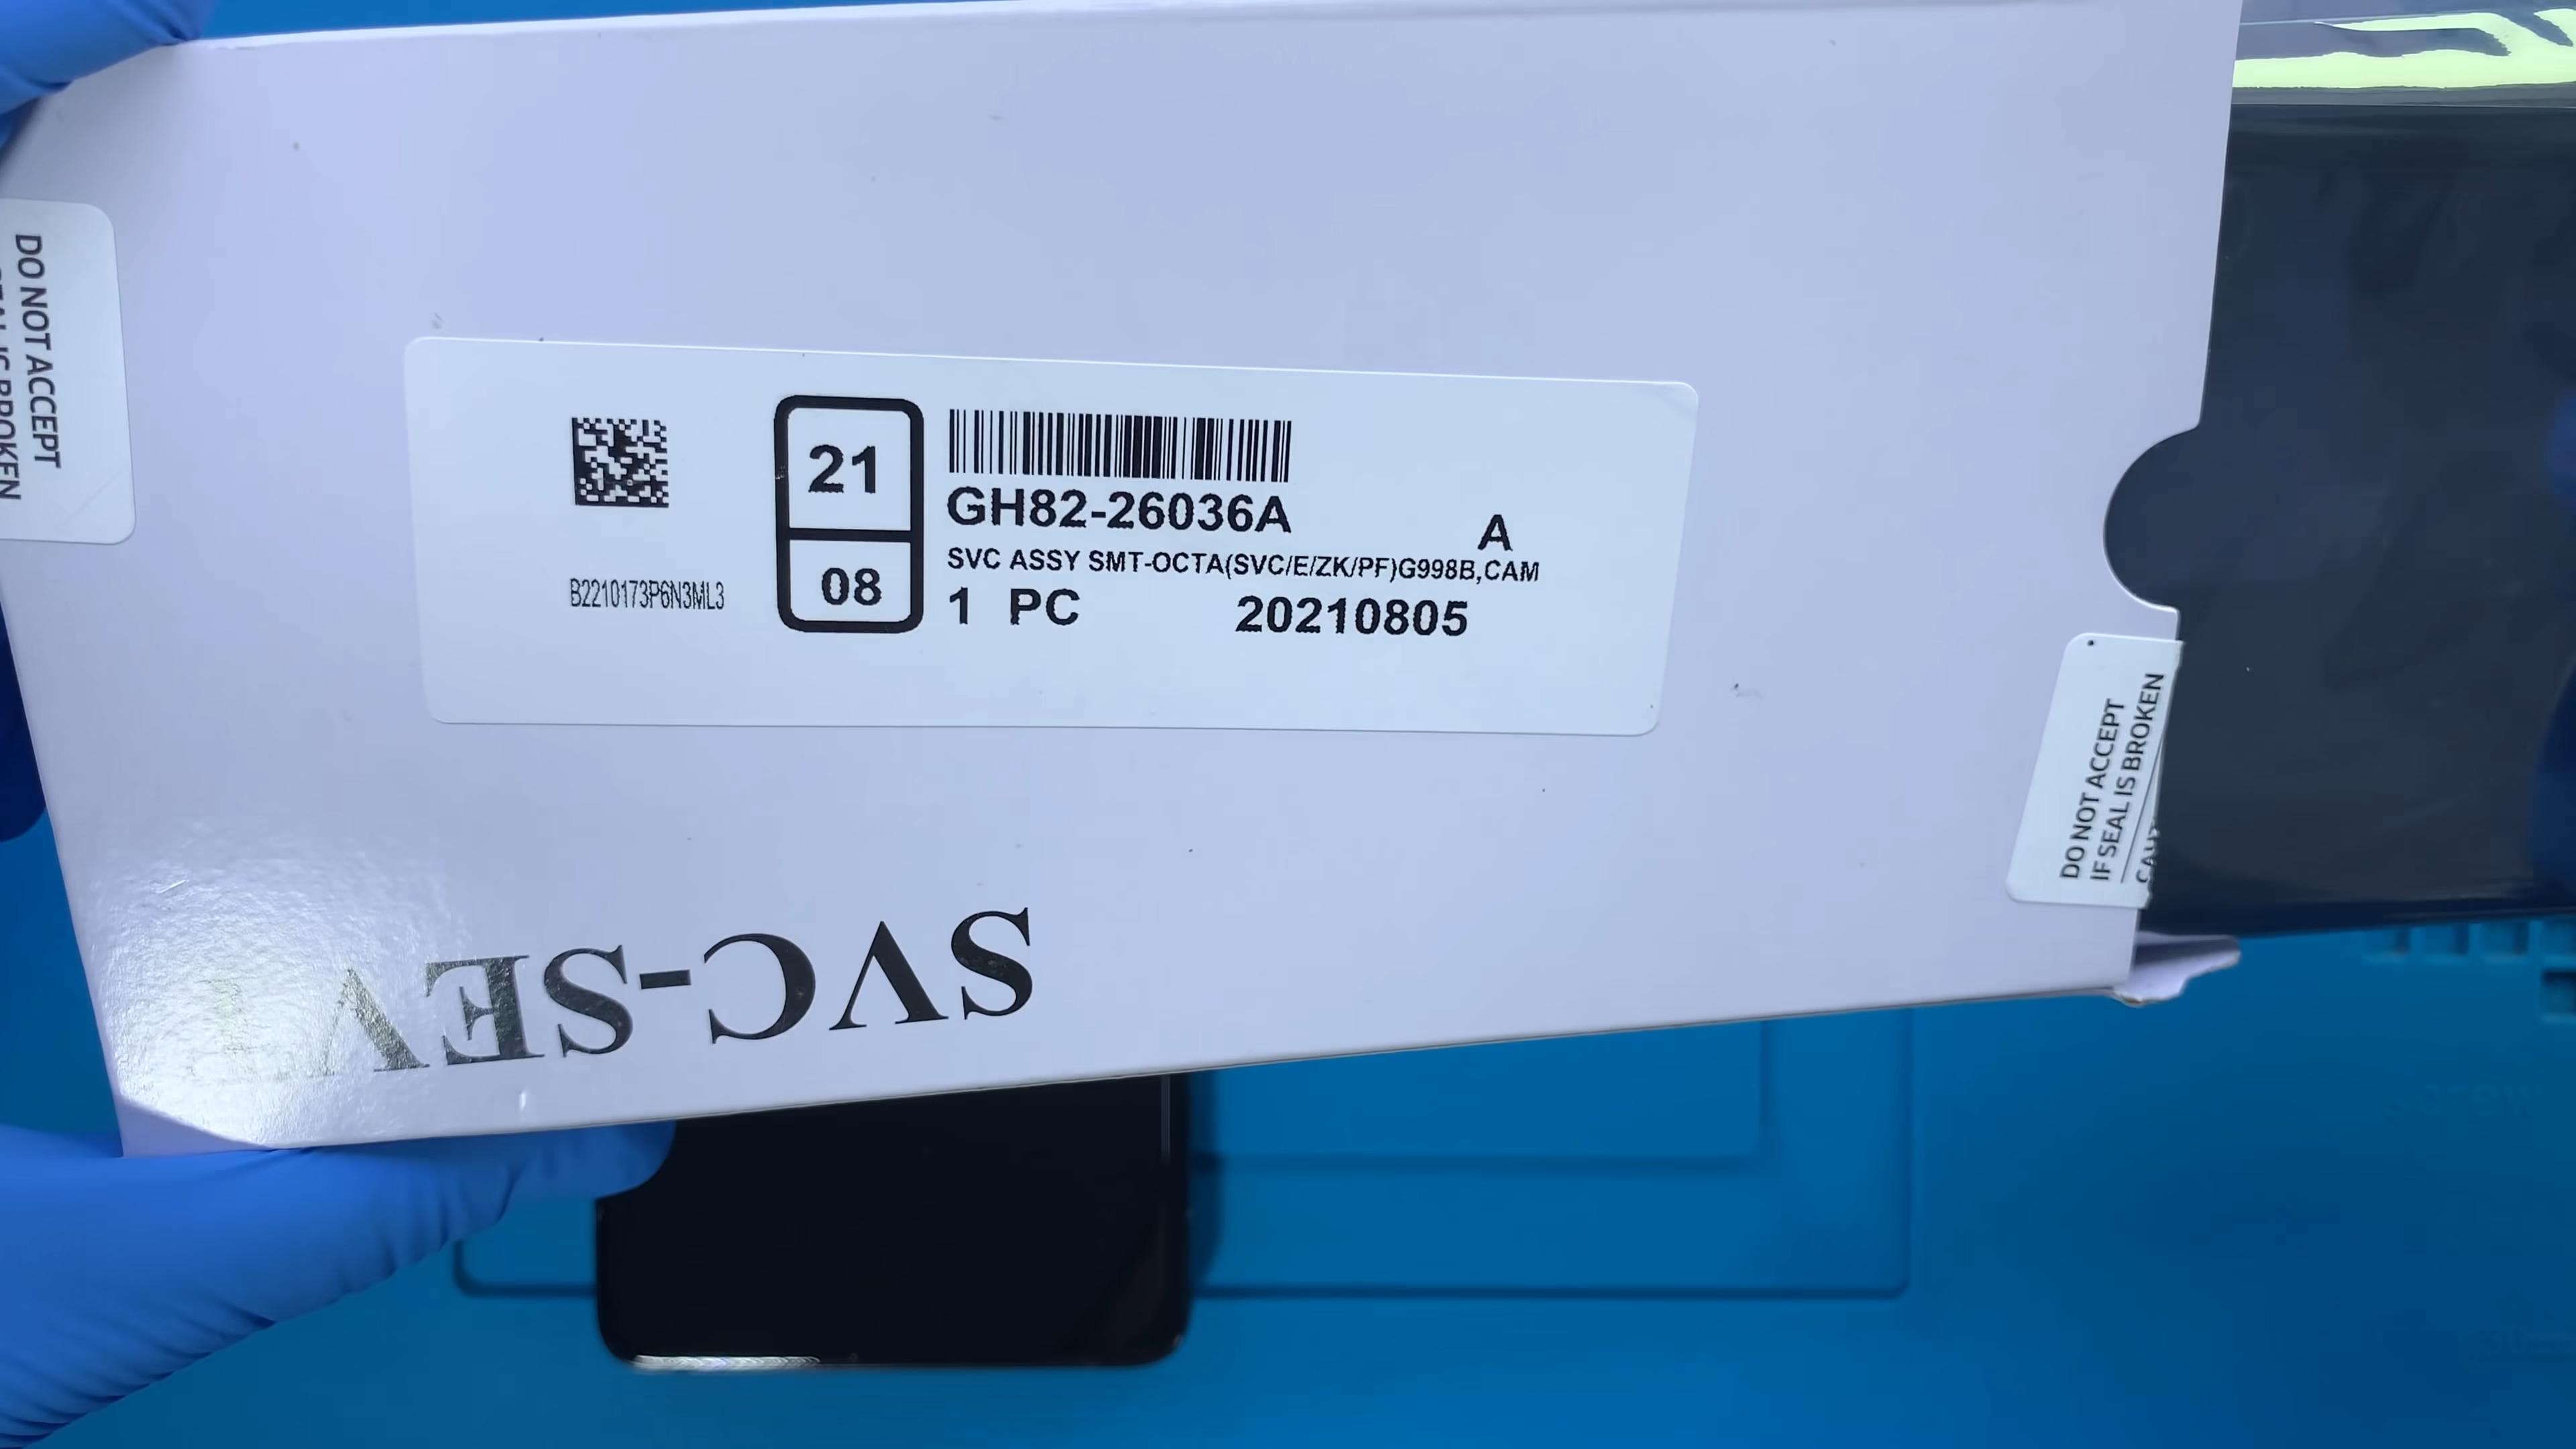 DO NOT ACCEPT
BROKEN
21
08
B2210173P6N3ML3
GH82-26036A
A
SVC ASSY SMT-OCTA(SVC/E/ZK/PF)G998B,CAM
1 PC 20210805
DO NOT ACCEPT
IF SEAL IS BROKEN
SVC-SEV